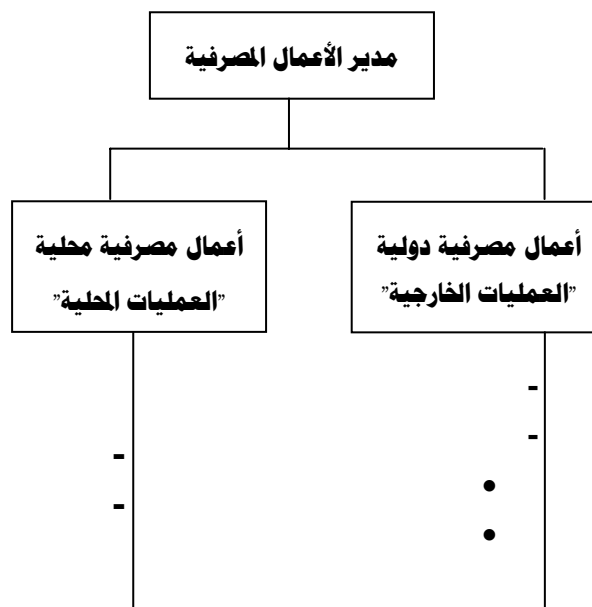 مدير الأعمال المصرفية
أعمال مصرفية دولية
"العمليات الخارجية"
أعمال مصرفية محلية
"العمليات المحلية"
-
-
•
•
-
-